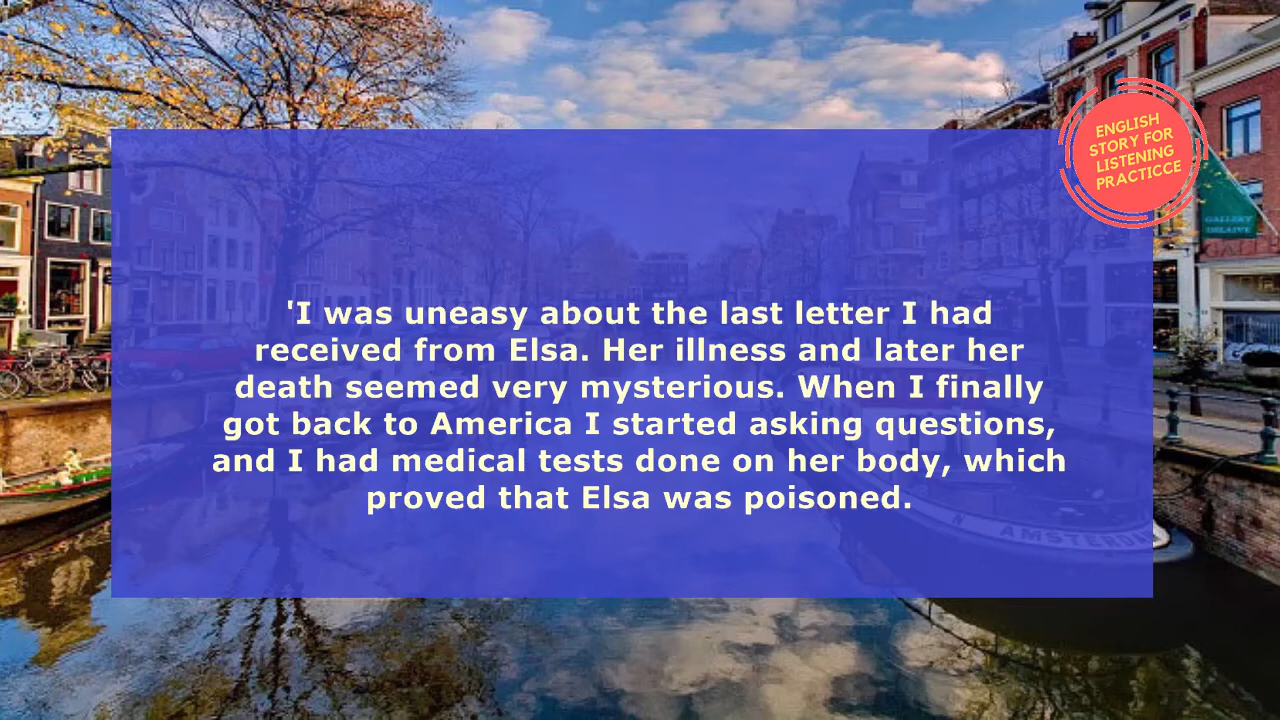 ENGLISH
STORY FOR
LISTENING
PRACTICCE
GALLERY
DELAIVE
'I was uneasy about the last letter I had
received from Elsa. Her illness and later her
death seemed very mysterious. When I finally
got back to America I started asking questions,
and I had medical tests done on her body, which
proved that Elsa was poisoned.
AMSTERDAM